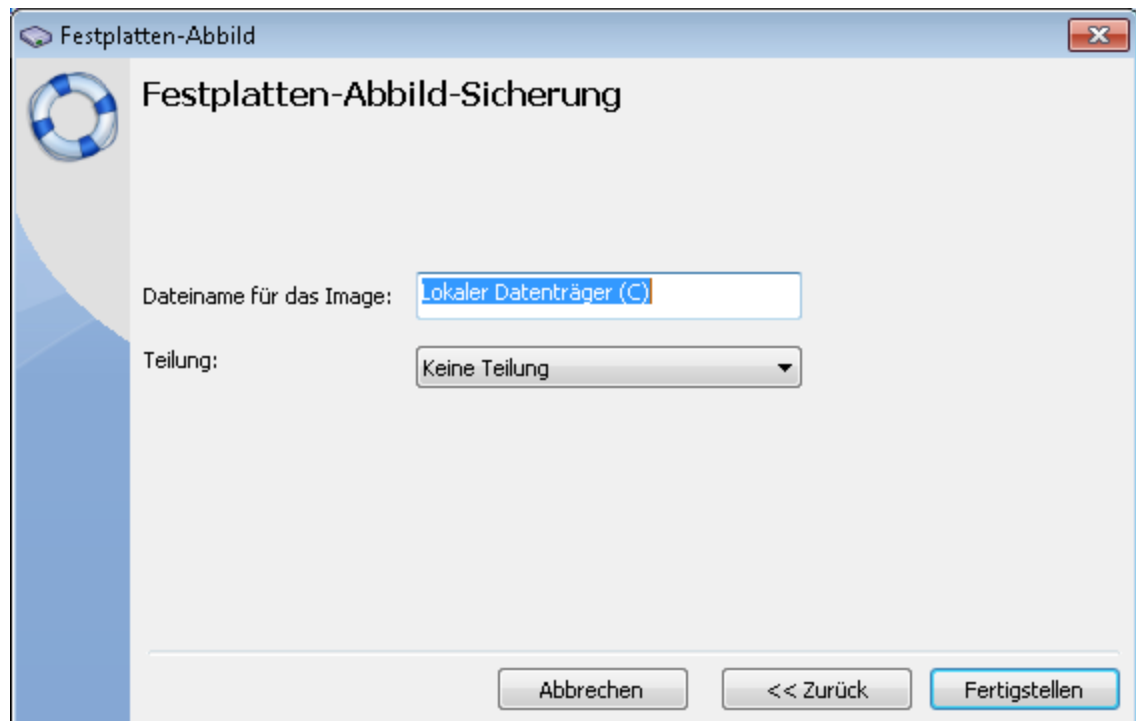 Festplatten-Abbild
Festplatten-Abbild-Sicherung
Dateiname für das Image: Lokaler Datenträger (C)
Teilung: Keine Teilung
Abbrechen << Zurück Fertigstellen